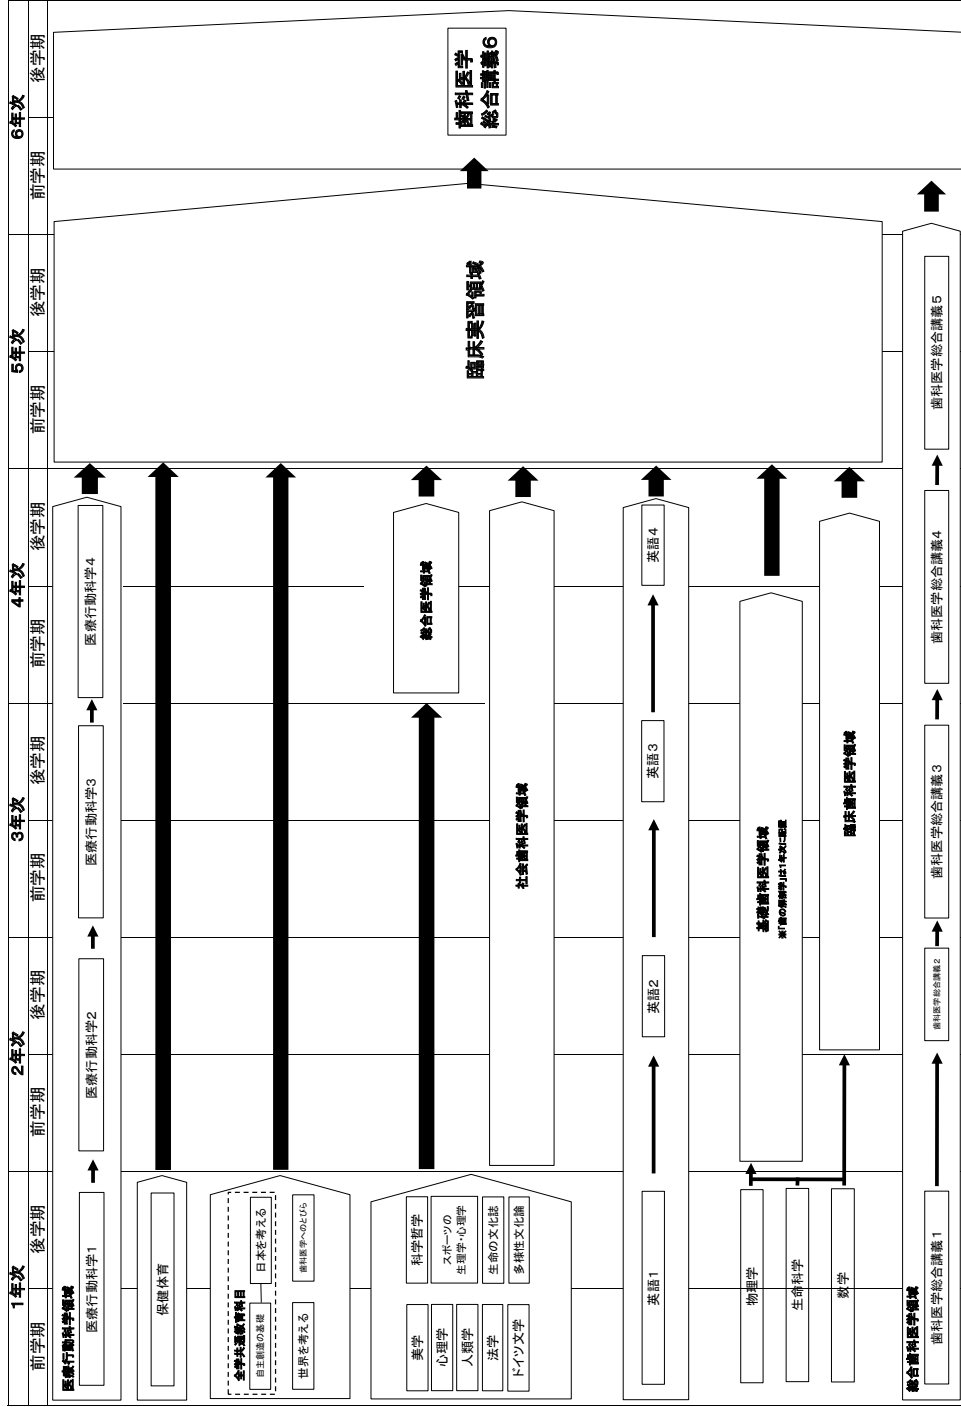 1年次
2年次
3年次
4年次
5年次
6年次
前学期
後学期
前学期
後学期
前学期
後学期
前学期
後学期
前学期
後学期
前学期
後学期
医療行動科学領域
医療行動科学1
医療行動科学2
医療行動科学3
医療行動科学4
保健体育
全学共通教育科目
自主創造の基礎
日本を考える
世界を考える
歯科医学へのとびら
美学
心理学
人類学
法学
ドイツ文学
科学哲学
スポーツの
生理学・心理学
生命の文化誌
多様性文化論
総合医学領域
社会歯科医学領域
英語1
英語2
英語3
英語4
物理学
生命科学
数学
基礎歯科医学領域
※「歯の解剖学」は1年次に配置
臨床歯科医学領域
総合歯科医学領域
歯科医学総合講義1
歯科医学総合講義2
歯科医学総合講義3
歯科医学総合講義4
歯科医学総合講義5
臨床実習領域
歯科医学
総合講義6